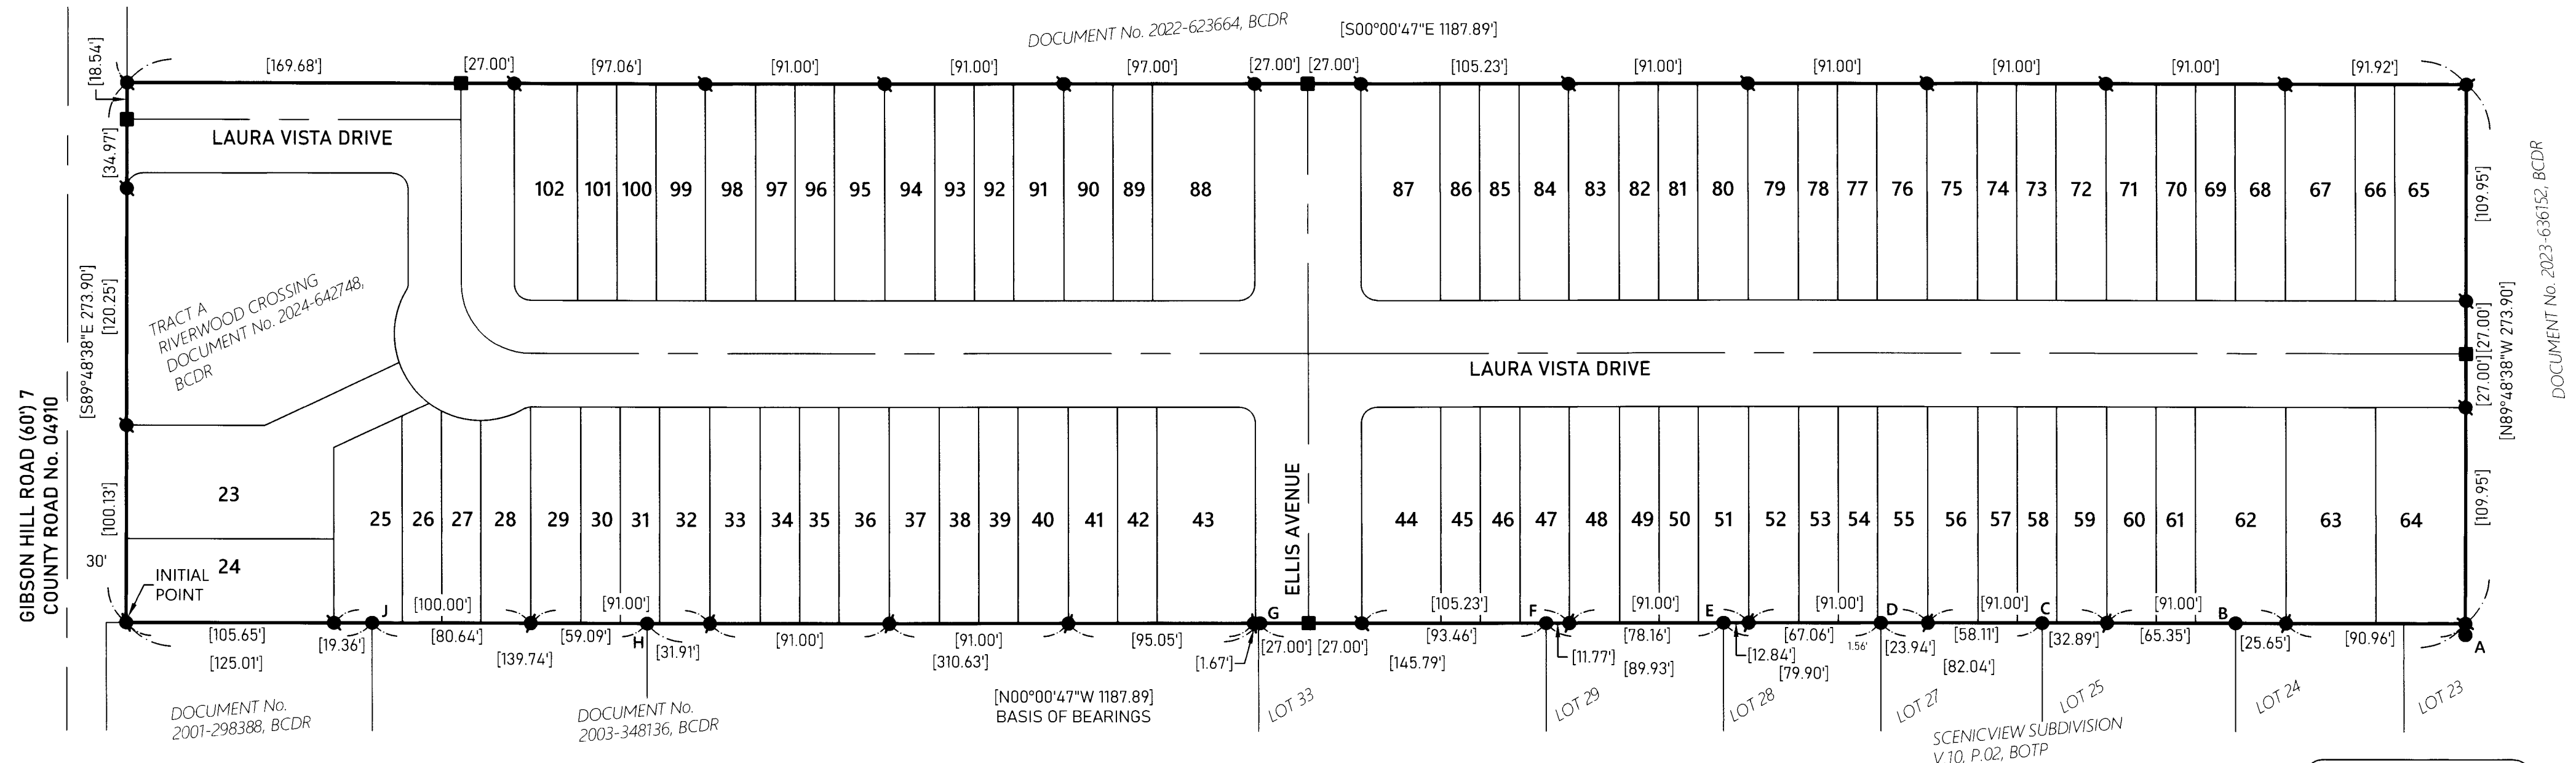 DOCUMENT No. 2022-623664, BCDR
[S00°00'47"E 1187.89']
[18.54']
[169.68']
[27.00']
[97.06']
[91.00']
[91.00']
[97.00']
[27.00']
[27.00']
[105.23']
[91.00']
[91.00']
[91.00']
[91.00']
[91.92']
LAURA VISTA DRIVE
[34.97']
102 101 100 99 98 97 96 95 94 93 92 91 90 89 88
87 86 85 84 83 82 81 80 79 78 77 76 75 74 73 72 71 70 69 68 67 66 65
[109.95']
DOCUMENT No. 2023-636152, BCDR
[S89°48'38"E 273.90']
[120.25']
TRACT A
RIVERWOOD CROSSING
DOCUMENT No. 2024-642748,
BCDR
LAURA VISTA DRIVE
[27.00']
[27.00']
[N89°48'38"W 273.90']
GIBSON HILL ROAD (60') 7
COUNTY ROAD No. 04910
[100.13']
30'
23
24
INITIAL
POINT
25 26 27 28 29 30 31 32 33 34 35 36 37 38 39 40 41 42 43
ELLIS AVENUE
44 45 46 47 48 49 50 51 52 53 54 55 56 57 58 59 60 61 62 63 64
[109.95']
J
[100.00']
[91.00']
G
[105.23']
F
[91.00']
E
[91.00']
D
[91.00']
C
[91.00']
B
[105.65']
[19.36']
[80.64']
[59.09']
H
[31.91']
[91.00']
[91.00']
[95.05']
[1.67']
[27.00']
[27.00']
[93.46']
[11.77']
[78.16']
[12.84']
[67.06']
1.56'
[23.94']
[58.11']
[32.89']
[65.35']
[25.65']
[90.96']
A
[125.01']
[139.74']
[310.63']
[145.79']
[89.93']
[79.90']
[82.04']
DOCUMENT No.
2001-298388, BCDR
DOCUMENT No.
2003-348136, BCDR
[N00°00'47"W 1187.89]
BASIS OF BEARINGS
LOT 33
LOT 29
LOT 28
LOT 27
LOT 25
LOT 24
LOT 23
SCENICVIEW SUBDIVISION
V.10, P.02, BOTP